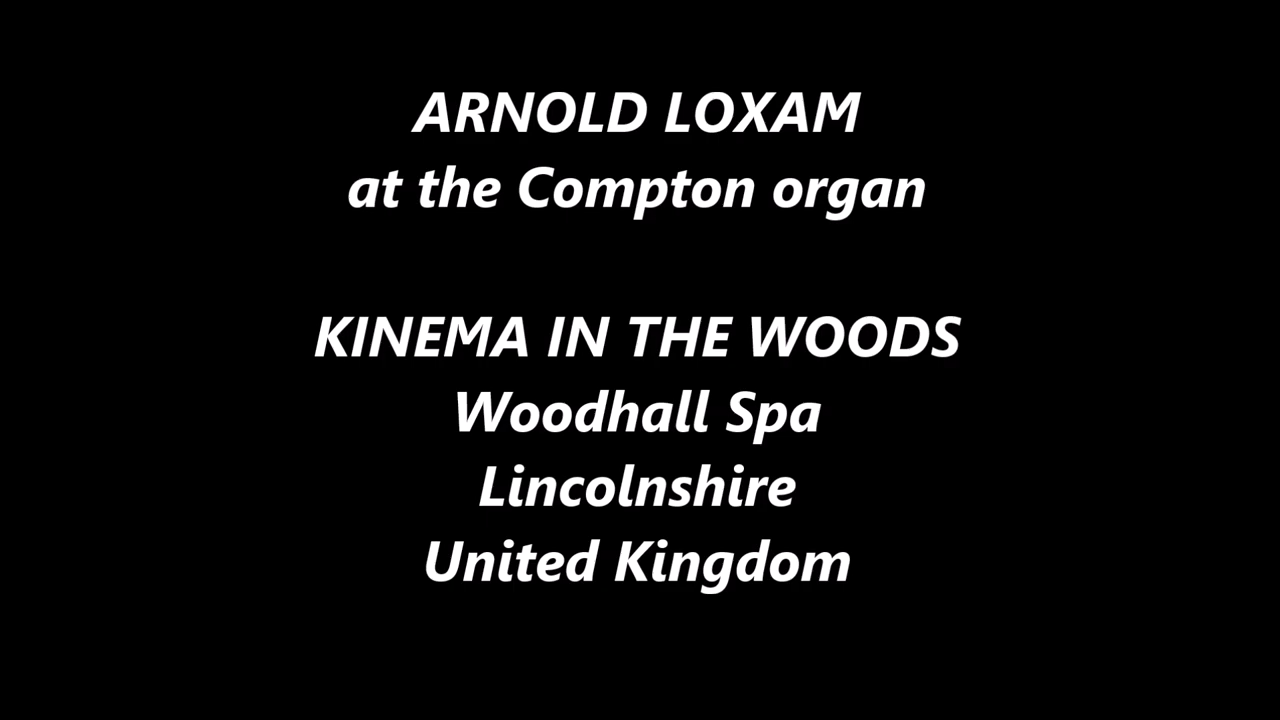 ARNOLD LOXAM
at the Compton organ
KINEMA IN THE WOODS
Woodhall Spa
Lincolnshire
United Kingdom